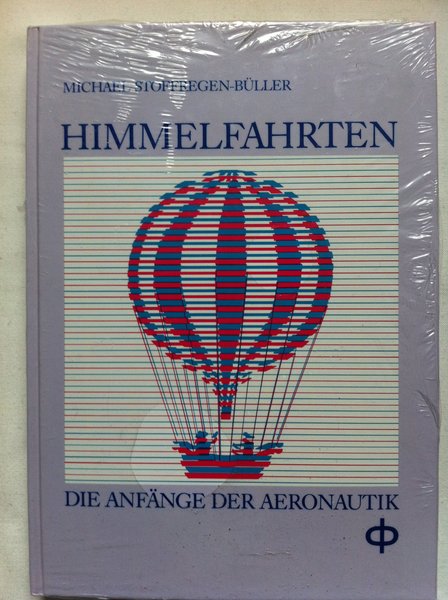 MICHAEL STOFFREGEN-BÜLLER
HIMMELFAHRTEN
DIE ANFÄNGE DER AERONAUTIK